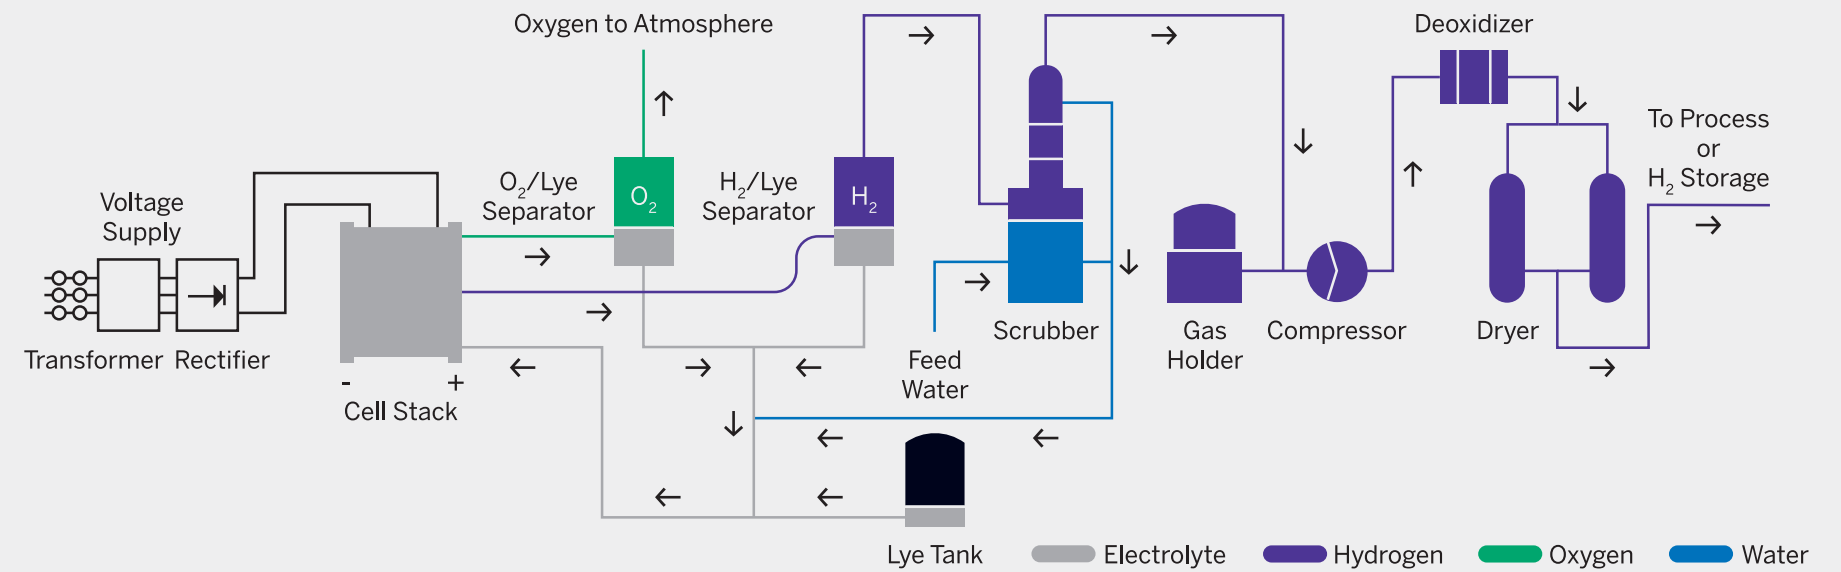 Oxygen to Atmosphere
Deoxidizer
To Process
or
H₂ Storage
Voltage
Supply
O₂/Lye
Separator
O₂
H₂/Lye
Separator
H₂
Transformer
Rectifier
-
+
Cell Stack
Feed
Water
Scrubber
Gas
Holder
Compressor
Dryer
Lye Tank
Electrolyte
Hydrogen
Oxygen
Water